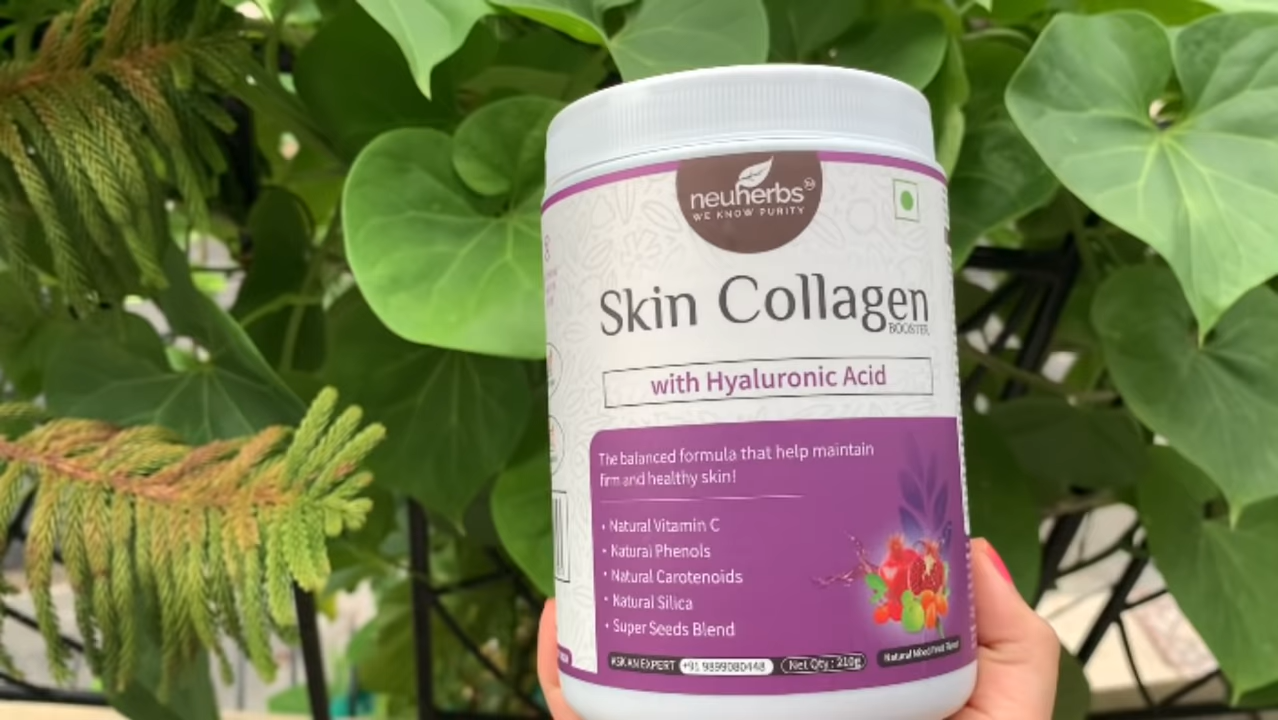 neuherbs
WE KNOW PURITY
Skin Collagen
BOOSTER
with Hyaluronic Acid
The balanced formula that help maintain
firm and healthy skin!
• Natural Vitamin C
• Natural Phenols
• Natural Carotenoids
• Natural Silica
• Super Seeds Blend
ASK AN EXPERT +91 9899080448 Net Qty : 210g Natural Mixed Fruit Flavor